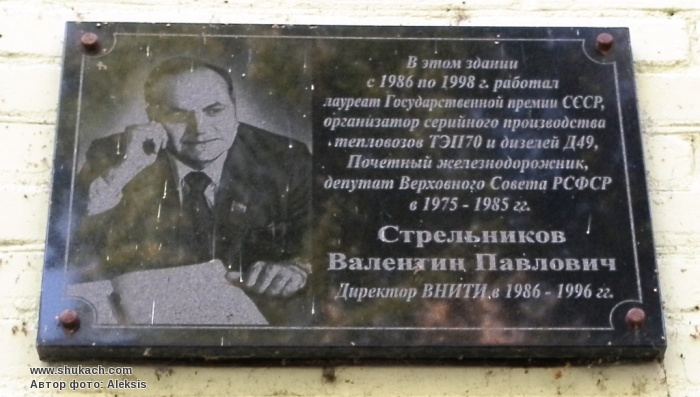 В этом здании
с 1986 по 1998 г. работал
лауреат Государственной премии СССР,
организатор серийного производства
тепловозов ТЭП70 и дизелей Д49,
Почетный железнодорожник,
депутат Верховного Совета РСФСР
в 1975 - 1985 гг.
Стрельников
Валентин Павлович
Директор ВНИТИ в 1986 - 1996 гг.
www.shukach.com
Автор фото: Aleksis